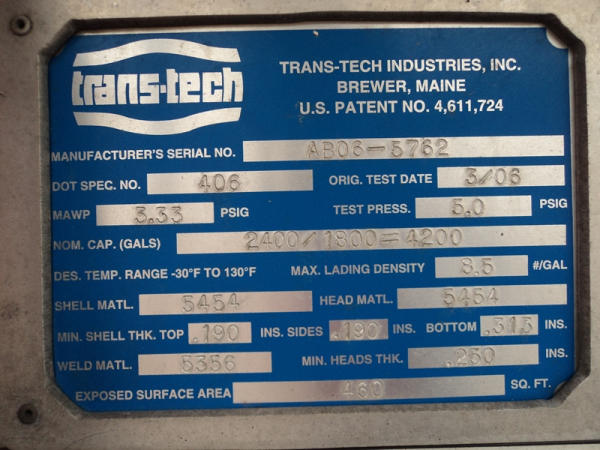 trans-tech
TRANS-TECH INDUSTRIES, INC.
BREWER, MAINE
U.S. PATENT NO. 4,611,724
MANUFACTURER'S SERIAL NO. AB06-5762
DOT SPEC. NO. 406 ORIG. TEST DATE 3/06
MAWP 3.33 PSIG TEST PRESS. 5.0 PSIG
NOM. CAP. (GALS) 2400/1800=4200
DES. TEMP. RANGE -30°F TO 130°F MAX. LADING DENSITY 8.5 #/GAL
SHELL MATL. 5454 HEAD MATL. 5454
MIN. SHELL THK. TOP .190 INS. SIDES .190 INS. BOTTOM .313 INS.
WELD MATL. 5356 MIN. HEADS THK. .250 INS.
EXPOSED SURFACE AREA 460 SQ. FT.